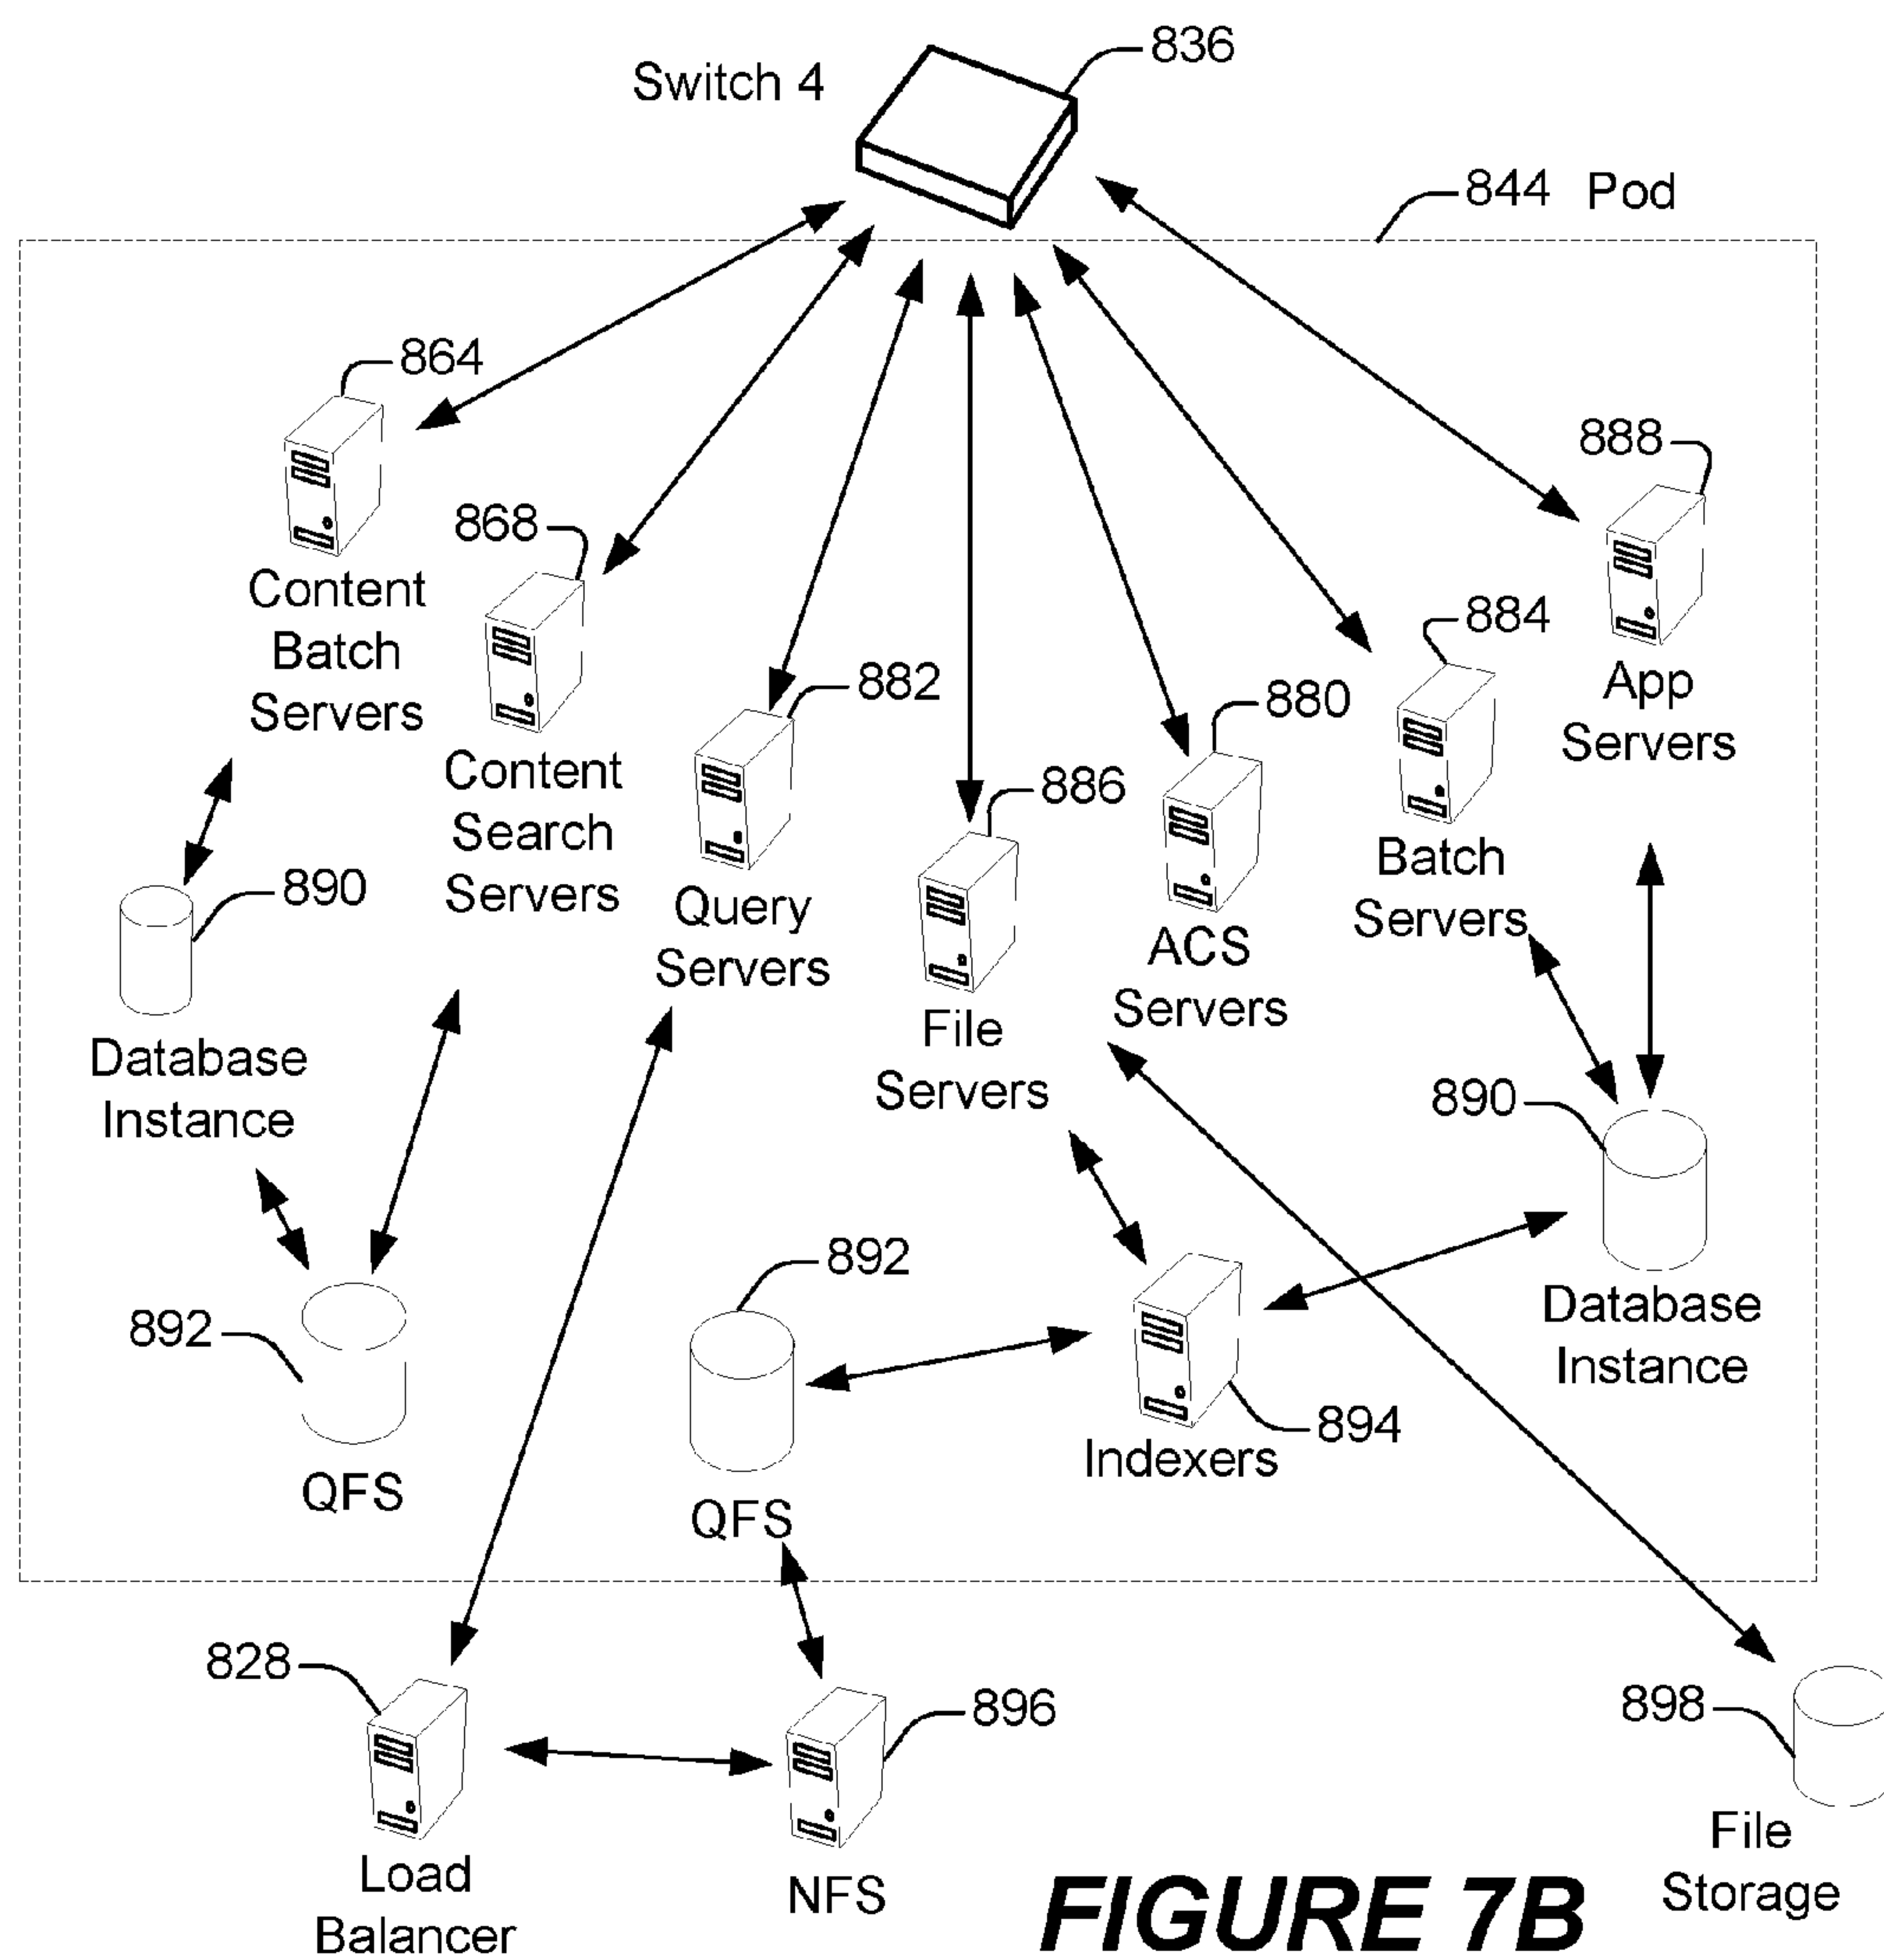 836
Switch 4
844 Pod
864
888
868
884
Content
Batch
Servers
882
880
App
Servers
Content
Search
Servers
886
Batch
Servers
890
Query
Servers
ACS
Servers
File
Servers
Database
Instance
890
892
892
Database
Instance
894
Indexers
QFS
QFS
828
896
898
File
Storage
Load
Balancer
NFS
FIGURE 7B